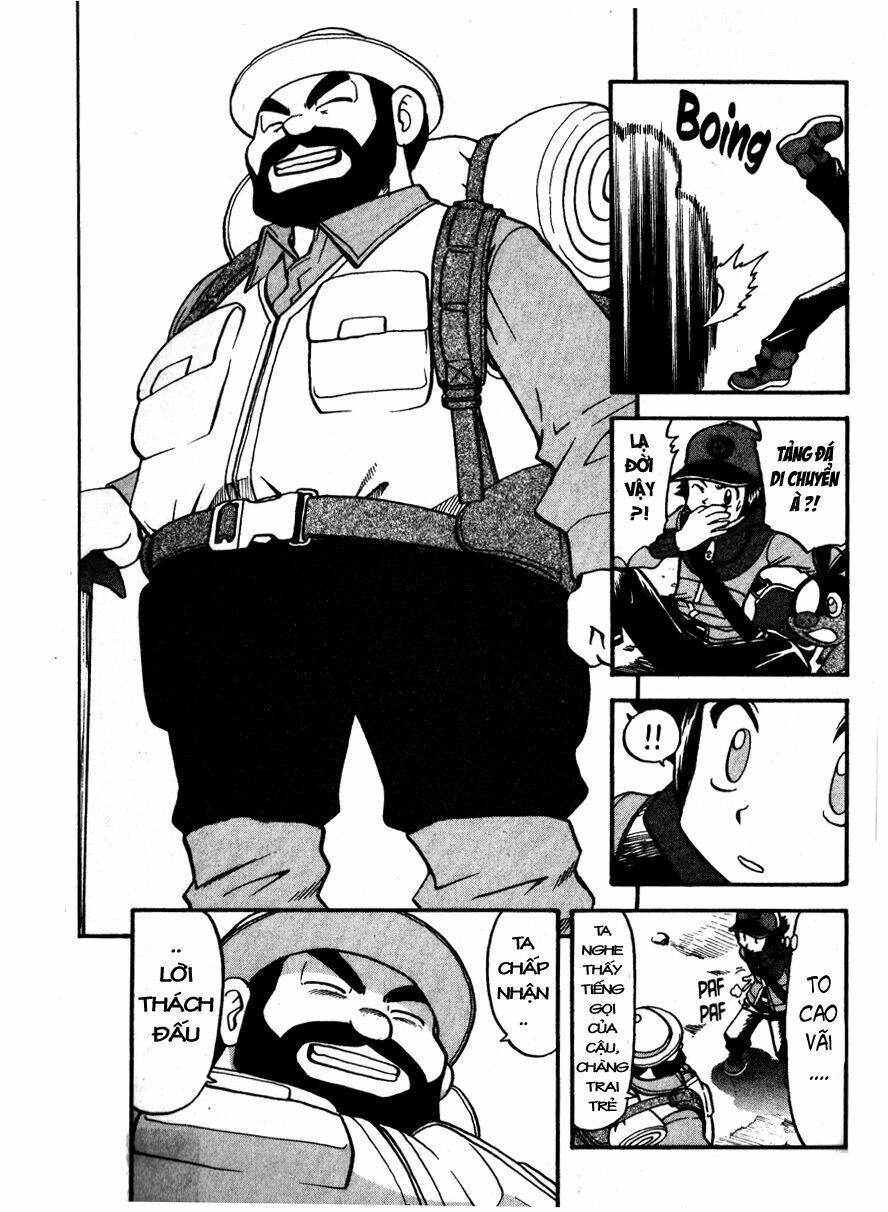 Boing
TẢNG ĐÁ
DI CHUYỂN
À ?!
LẠ
ĐỜI
VẬY
?!
!!
TO
CAO
VÃI
....
PAF
PAF
TA
NGHE
THẤY
TIẾNG
GỌI
CỦA
CẬU,
CHÀNG
TRAI
TRẺ
TA
CHẤP
NHẬN
..
..
LỜI
THÁCH
ĐẤU